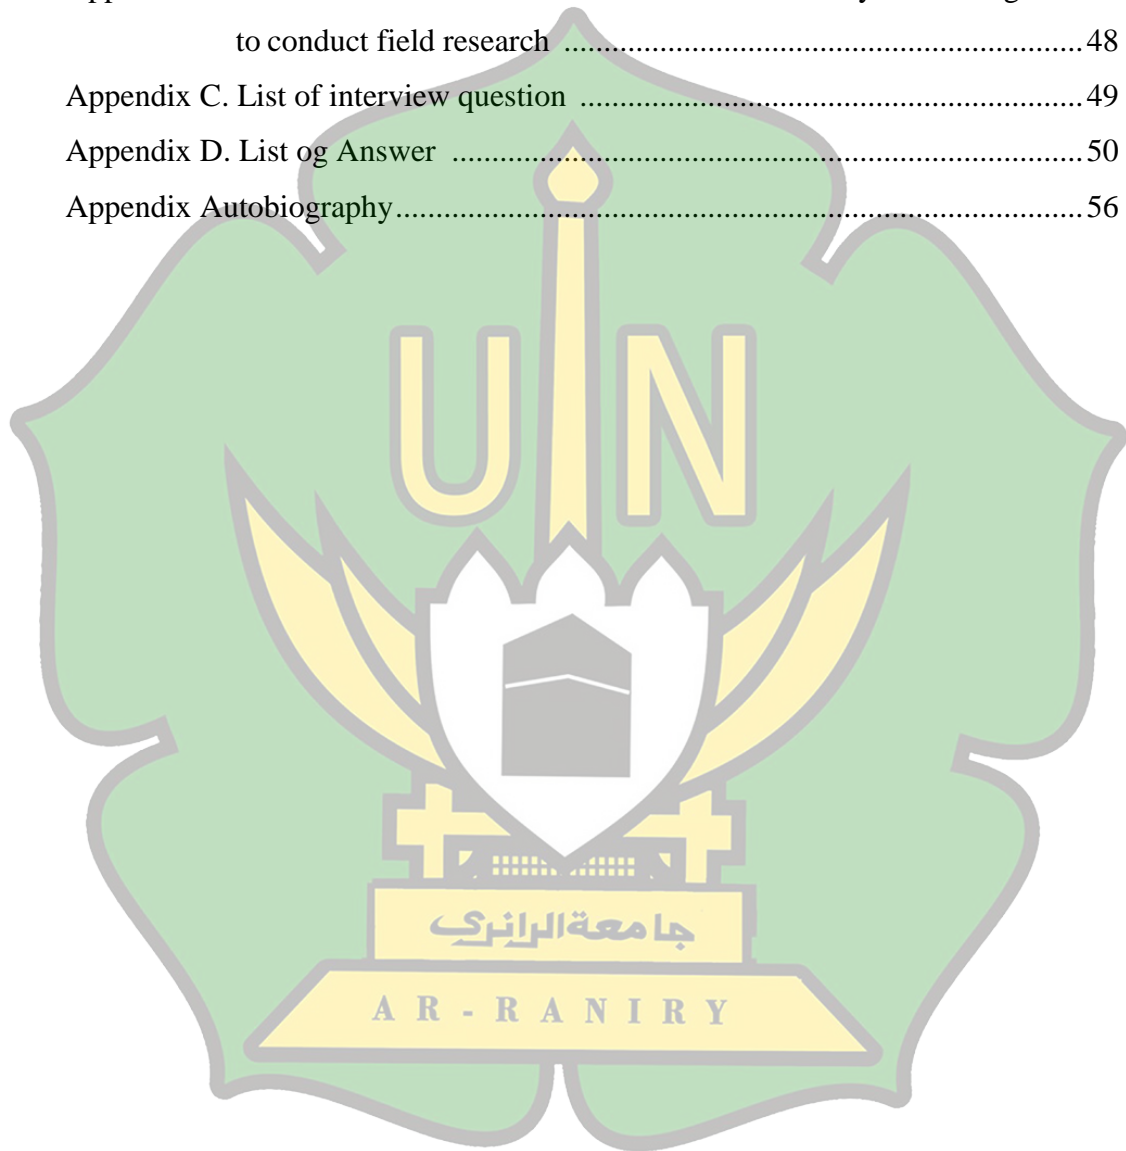 to conduct field research ................................................................ 48
Appendix C. List of interview question ............................................................... 49
Appendix D. List og Answer ............................................................................... 50
Appendix Autobiography..................................................................................... 56
U I N
جامعة الرانري
AR-RANIRY